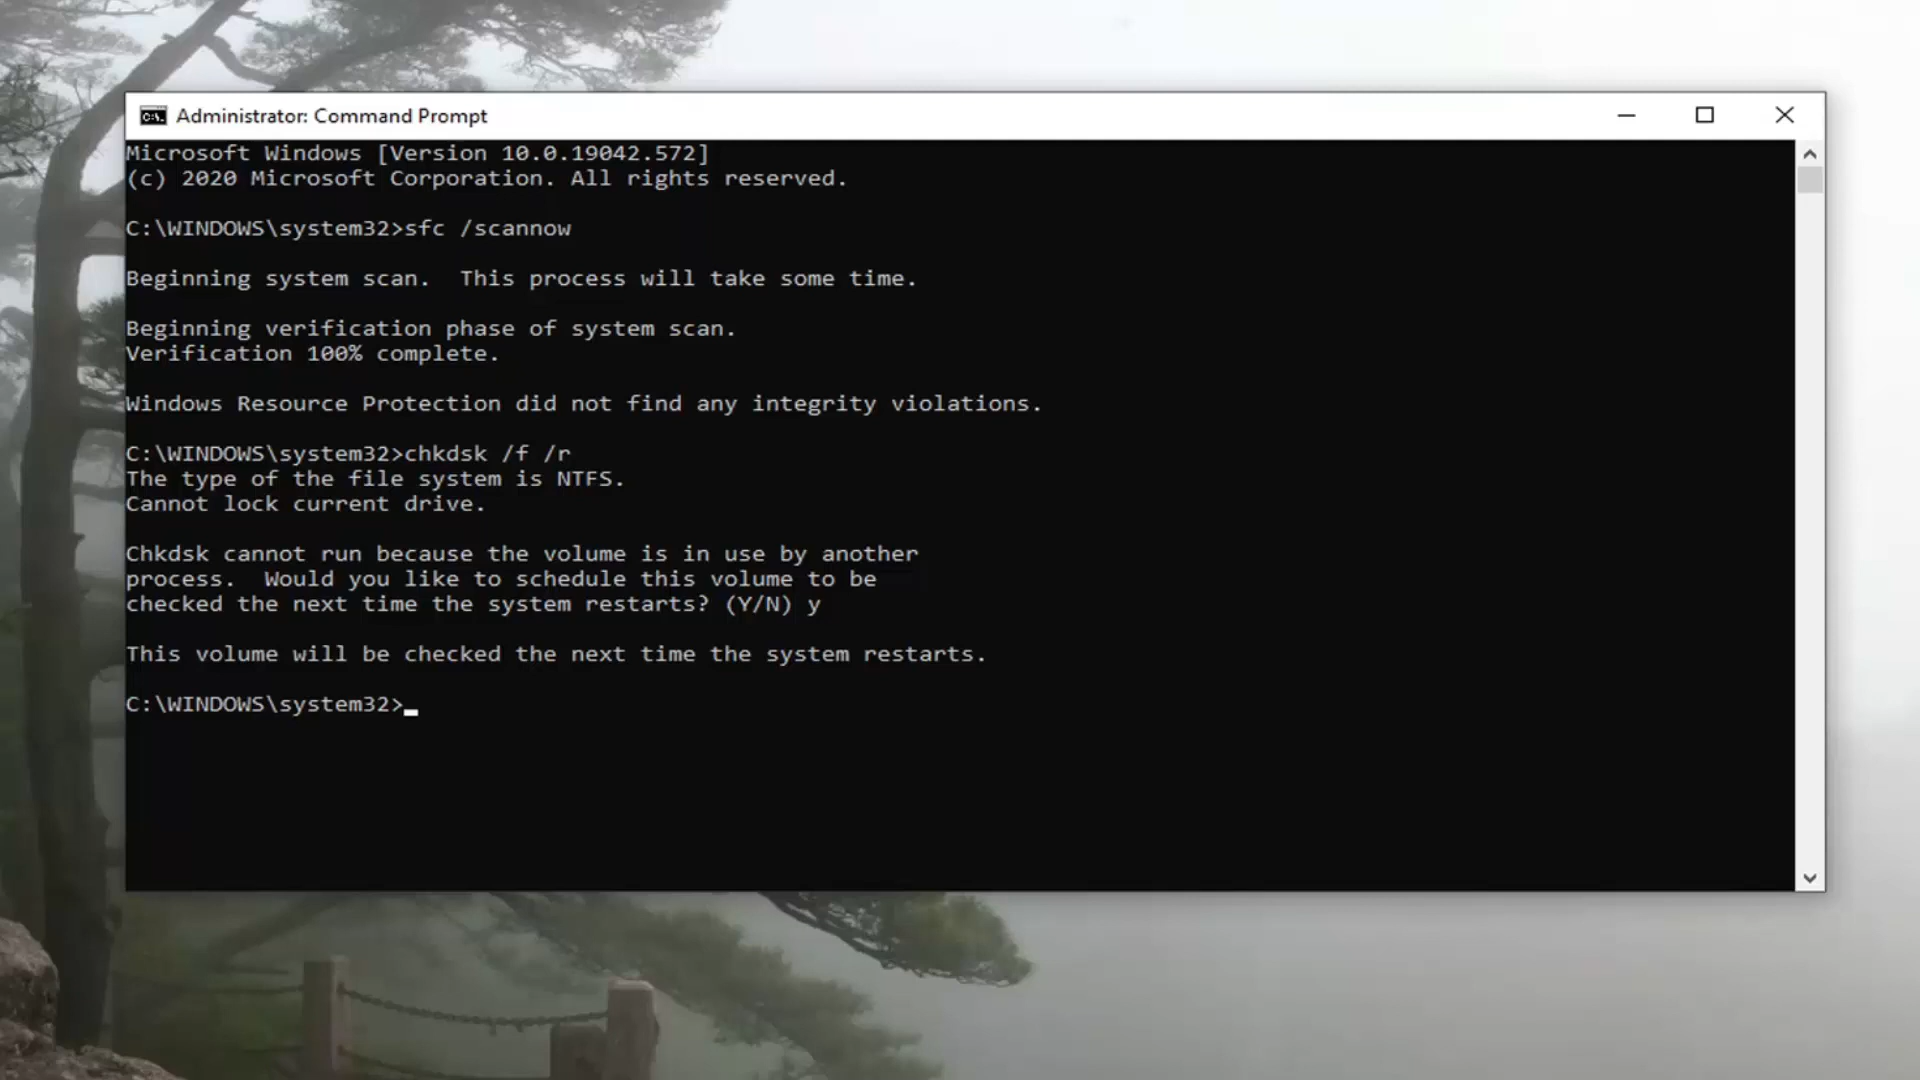 Administrator: Command Prompt
Microsoft Windows [Version 10.0.19042.572]
(c) 2020 Microsoft Corporation. All rights reserved.
C:\WINDOWS\system32>sfc /scannow
Beginning system scan.  This process will take some time.
Beginning verification phase of system scan.
Verification 100% complete.
Windows Resource Protection did not find any integrity violations.
C:\WINDOWS\system32>chkdsk /f /r
The type of the file system is NTFS.
Cannot lock current drive.
Chkdsk cannot run because the volume is in use by another
process.  Would you like to schedule this volume to be
checked the next time the system restarts? (Y/N) y
This volume will be checked the next time the system restarts.
C:\WINDOWS\system32>